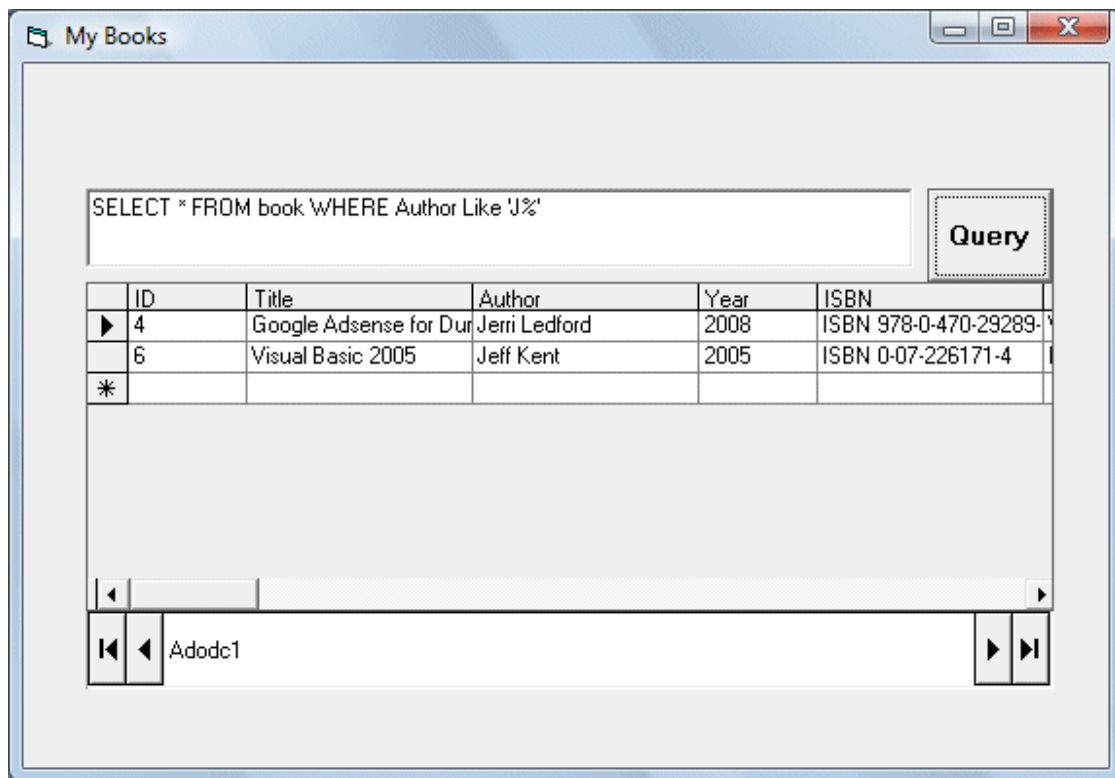 My Books
SELECT * FROM book WHERE Author Like 'J%'
Query
ID Title Author Year ISBN
4 Google Adsense for Jerri Ledford 2008 ISBN 978-0-470-29289-
6 Visual Basic 2005 Jeff Kent 2005 ISBN 0-07-226171-4
Adodc1